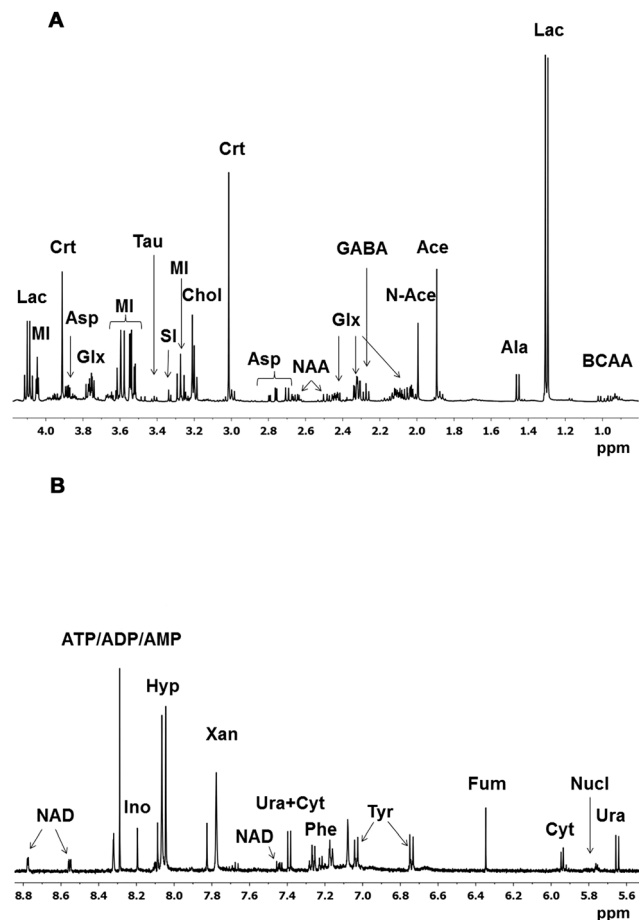 A
Lac
Crt
Crt
Tau
MI
GABA
Ace
Lac
MI
Asp
Glx
MI
SI
Chol
Asp
NAA
Glx
N-Ace
Ala
BCAA
4.0 3.8 3.6 3.4 3.2 3.0 2.8 2.6 2.4 2.2 2.0 1.8 1.6 1.4 1.2 1.0
ppm
B
ATP/ADP/AMP
Hyp
Xan
NAD
Ino
Ura+Cyt
NAD
Phe
Tyr
Fum
Nucl
Cyt
Ura
8.8 8.6 8.4 8.2 8.0 7.8 7.6 7.4 7.2 7.0 6.8 6.6 6.4 6.2 6.0 5.8 5.6
ppm